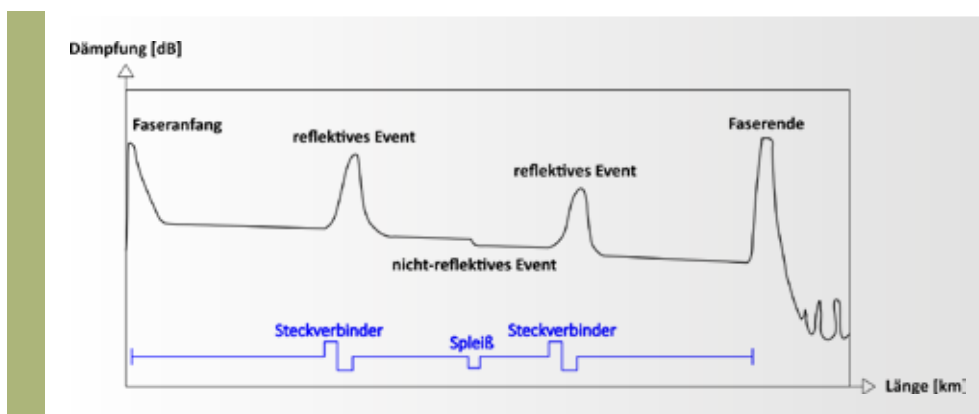 Dämpfung [dB]
Faseranfang
reflektives Event
Faserende
reflektives Event
nicht-reflektives Event
Steckverbinder
Spleiß
Steckverbinder
Länge [km]